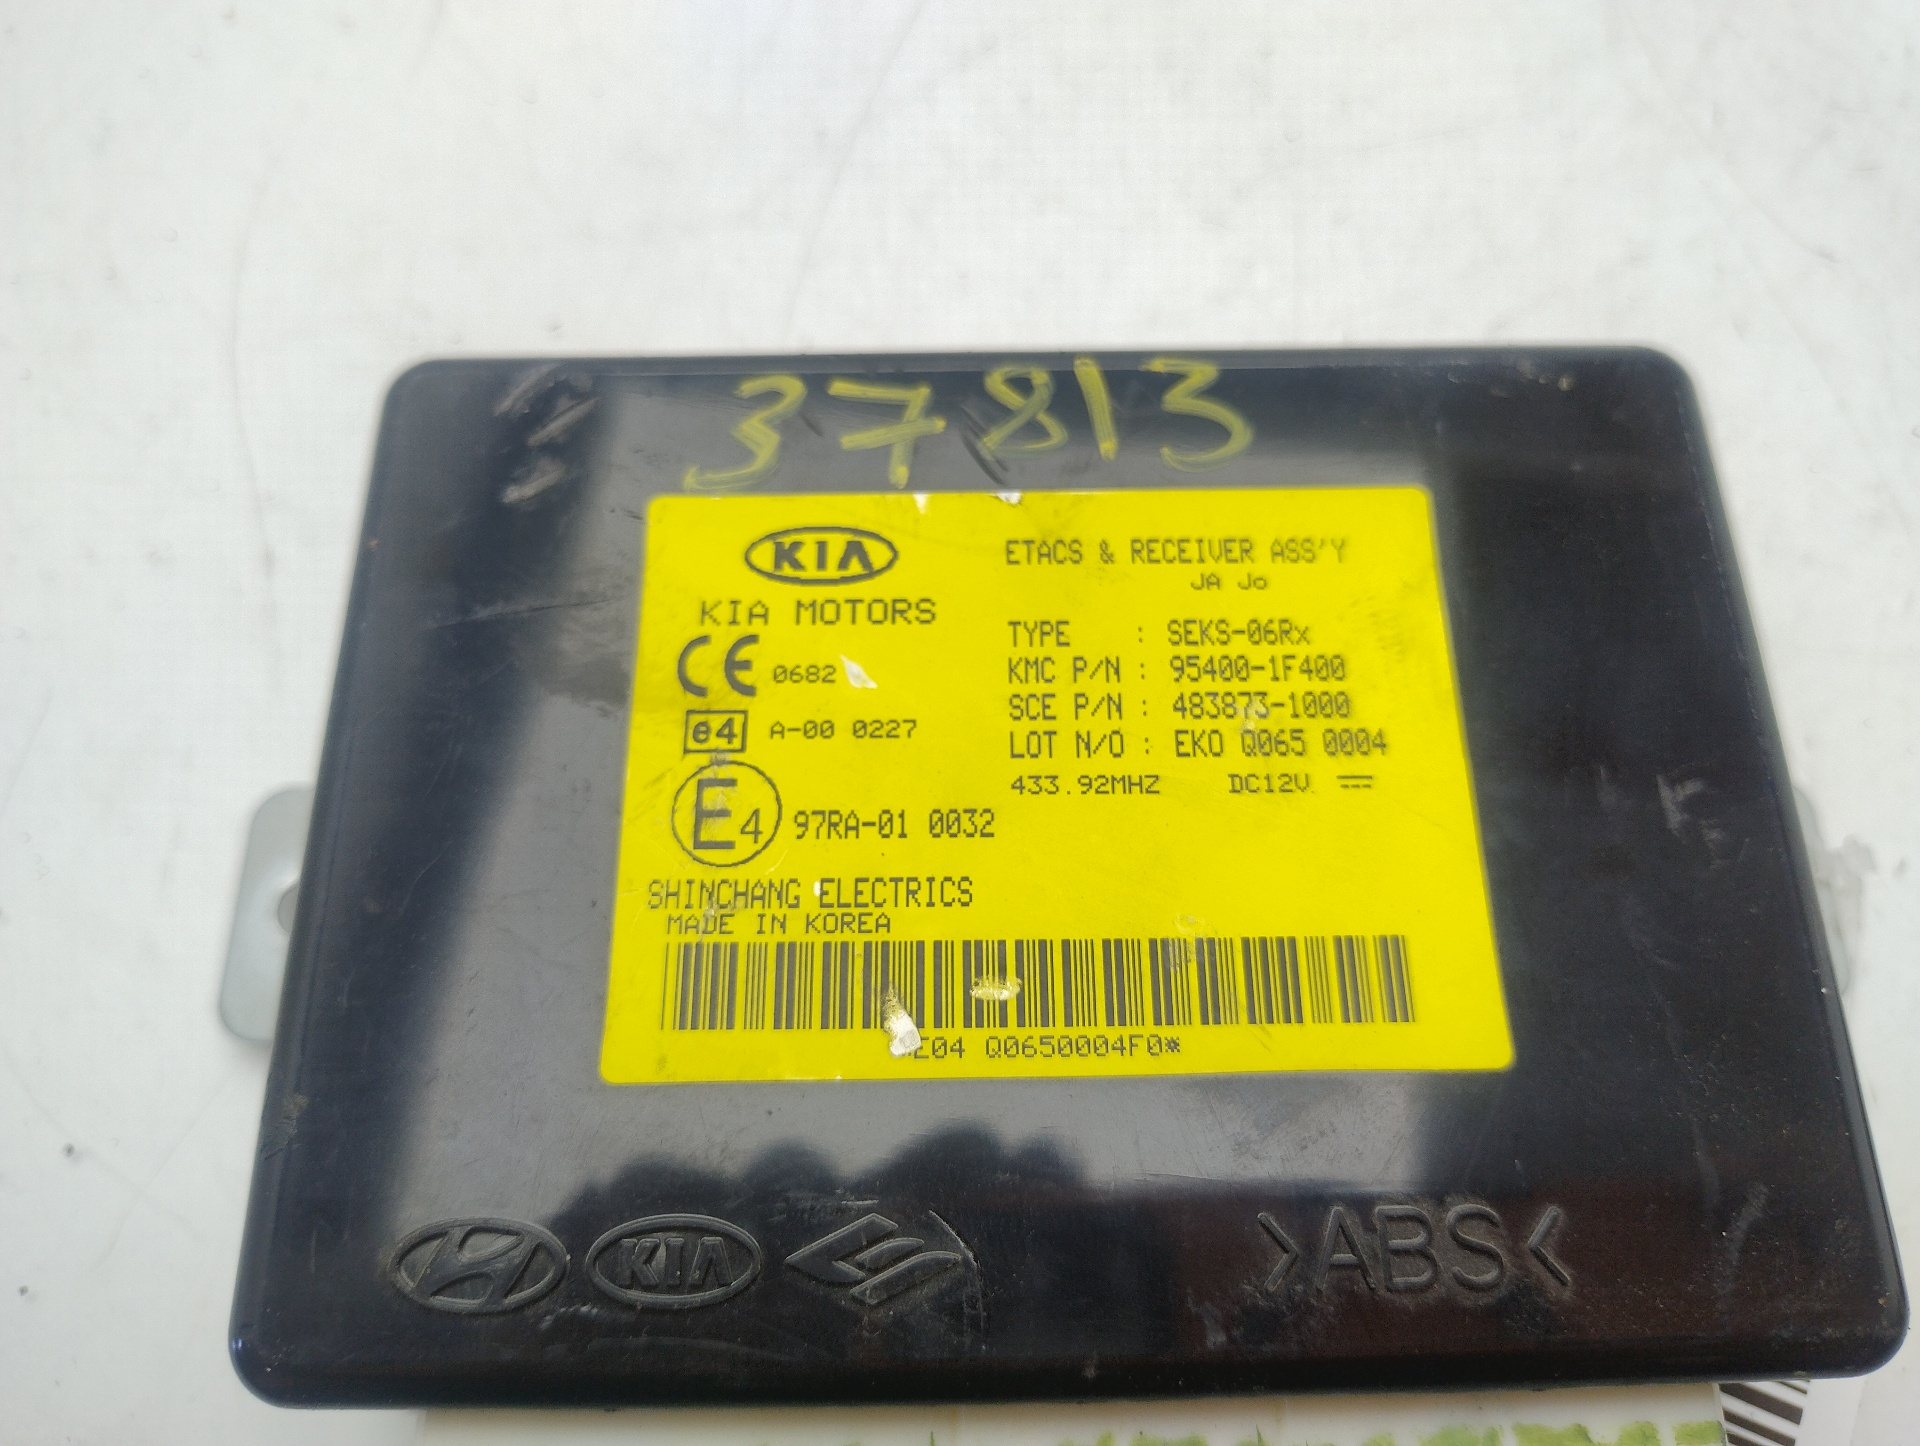 37813
KIA
KIA MOTORS
CE 0682
e4 A-00 0227
E4 97RA-01 0032
ETACS & RECEIVER ASS'Y
JA Jo
TYPE : SEKS-06Rx
KMC P/N : 95400-1F400
SCE P/N : 483873-1000
LOT N/O : EKO Q065 0004
433.92MHZ DC12V
SHINCHANG ELECTRICS
MADE IN KOREA
E04 Q0650004F0*
KIA
>ABS<